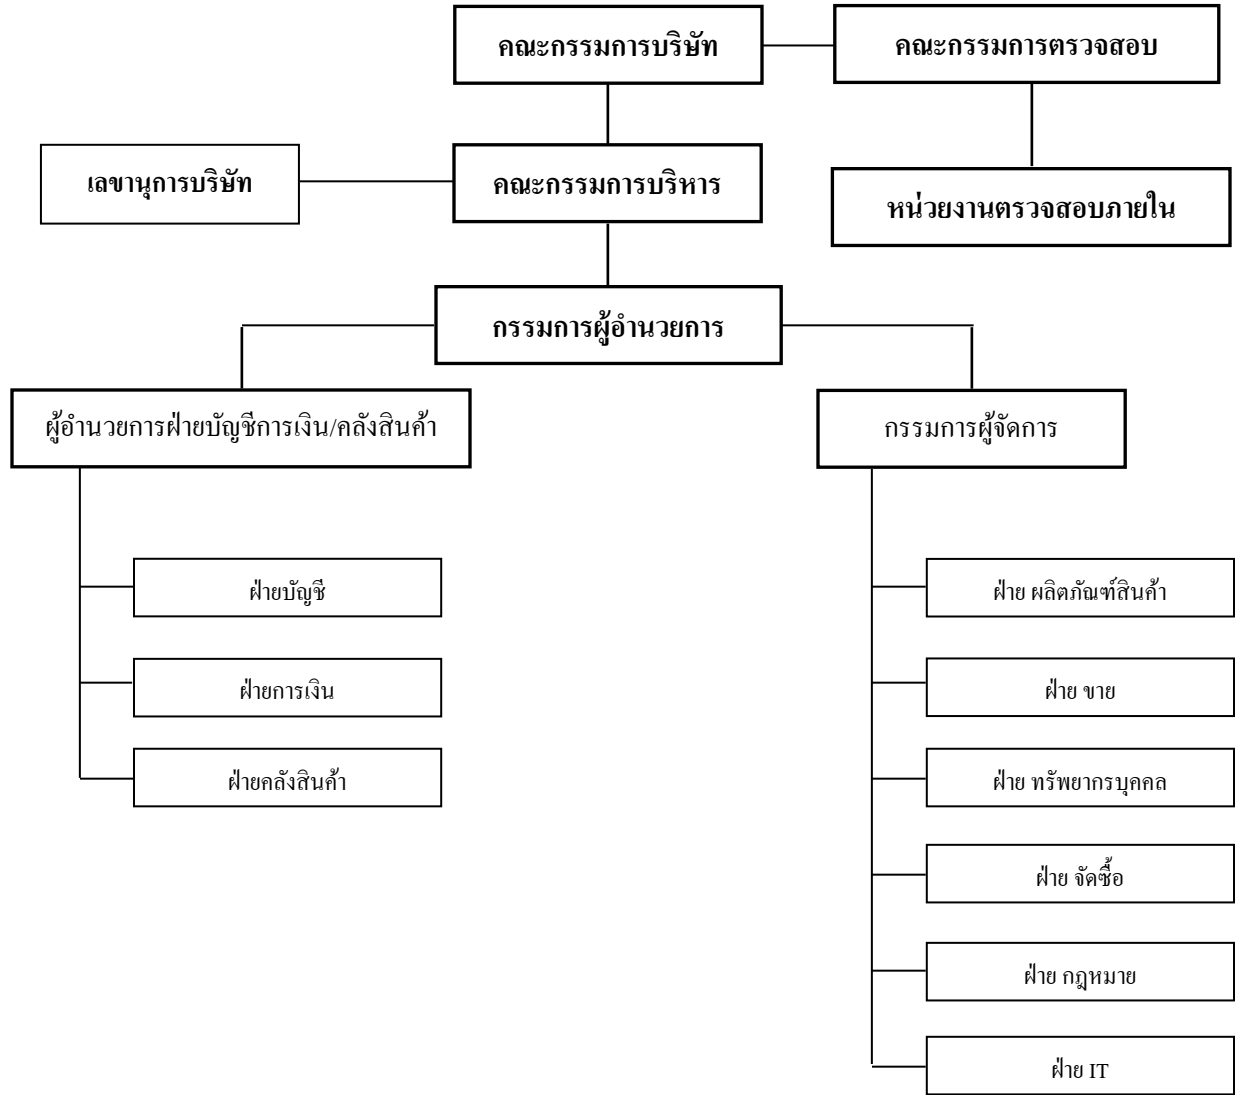 คณะกรรมการบริษัท
คณะกรรมการตรวจสอบ
เลขานุการบริษัท
คณะกรรมการบริหาร
หน่วยงานตรวจสอบภายใน
กรรมการผู้อำนวยการ
ผู้อำนวยการฝ่ายบัญชีการเงิน/คลังสินค้า
กรรมการผู้จัดการ
ฝ่ายบัญชี
ฝ่ายการเงิน
ฝ่ายคลังสินค้า
ฝ่าย ผลิตภัณฑ์สินค้า
ฝ่าย ขาย
ฝ่าย ทรัพยากรบุคคล
ฝ่าย จัดซื้อ
ฝ่าย กฎหมาย
ฝ่าย IT